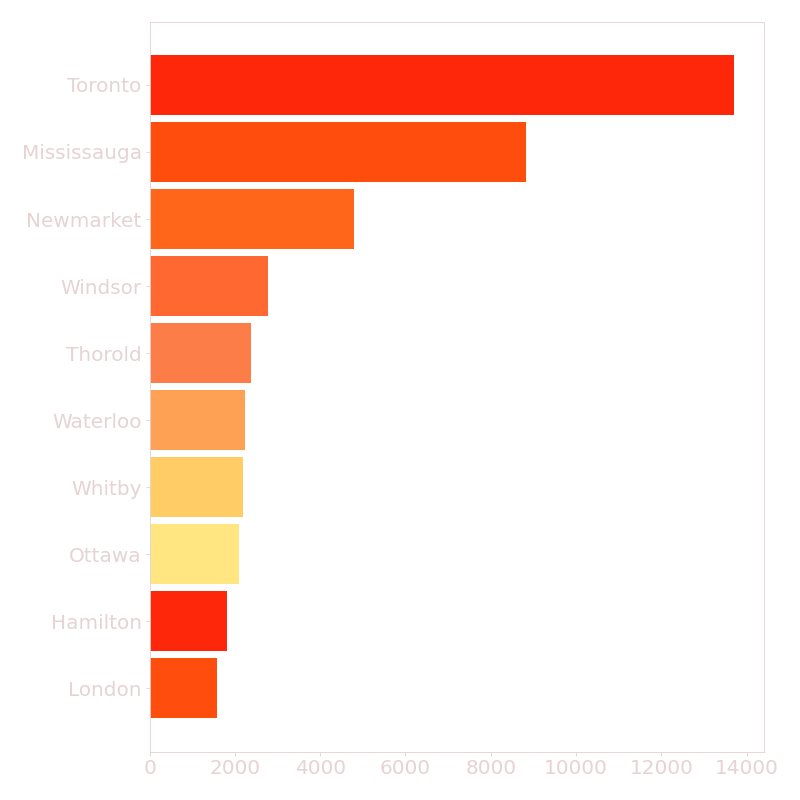 Toronto
Mississauga
Newmarket
Windsor
Thorold
Waterloo
Whitby
Ottawa
Hamilton
London
0 2000 4000 6000 8000 10000 12000 14000